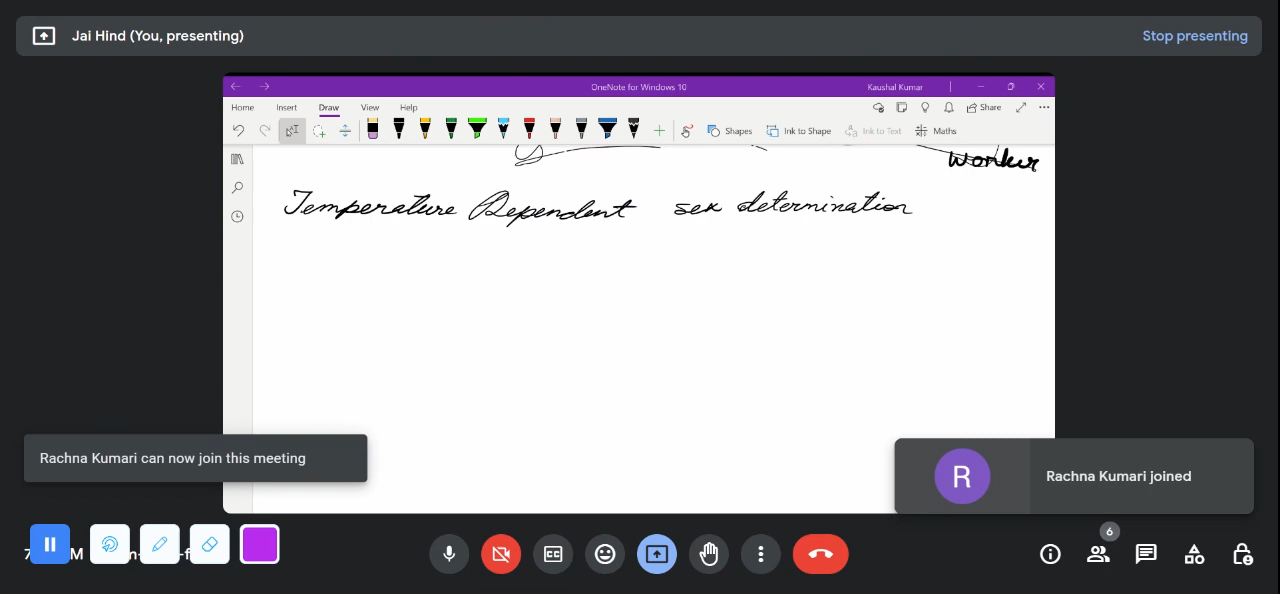 Jai Hind (You, presenting)
Stop presenting
OneNote for Windows 10
Kaushal Kumar
Home Insert Draw View Help
Share
Shapes Ink to Shape Ink to Text Maths
worker
Temperature Dependent sex determination
Rachna Kumari can now join this meeting
R
Rachna Kumari joined
6